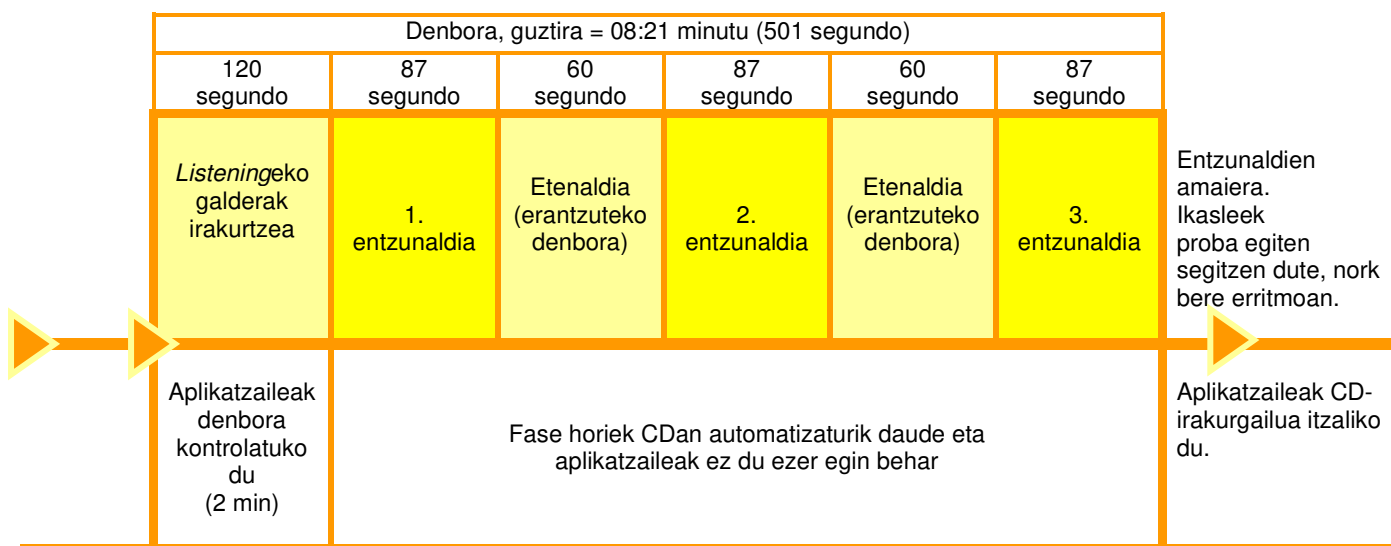 Denbora, guztira = 08:21 minutu (501 segundo)
120
segundo
87
segundo
60
segundo
87
segundo
60
segundo
87
segundo
Listeningeko
galderak
irakurtzea
1.
entzunaldia
Etenaldia
(erantzuteko
denbora)
2.
entzunaldia
Etenaldia
(erantzuteko
denbora)
3.
entzunaldia
Entzunaldien
amaiera.
Ikasleek
proba egiten
segitzen dute, nork
bere erritmoan.
Aplikatzaileak
denbora
kontrolatuko
du
(2 min)
Fase horiek CDan automatizaturik daude eta
aplikatzaileak ez du ezer egin behar
Aplikatzaileak CD-
irakurgailua itzaliko
du.